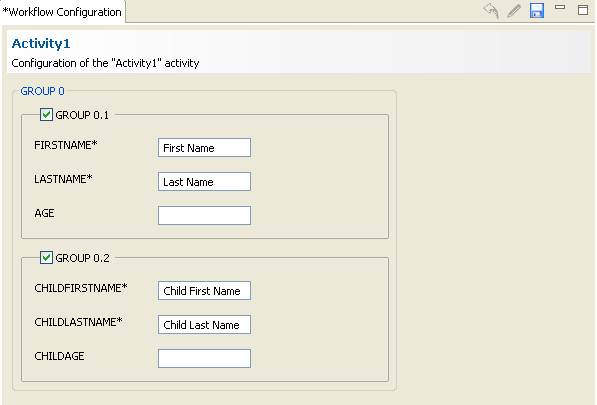 *Workflow Configuration
Activity1
Configuration of the "Activity1" activity
GROUP 0
GROUP 0.1
FIRSTNAME* First Name
LASTNAME* Last Name
AGE
GROUP 0.2
CHILDFIRSTNAME* Child First Name
CHILDLASTNAME* Child Last Name
CHILDAGE